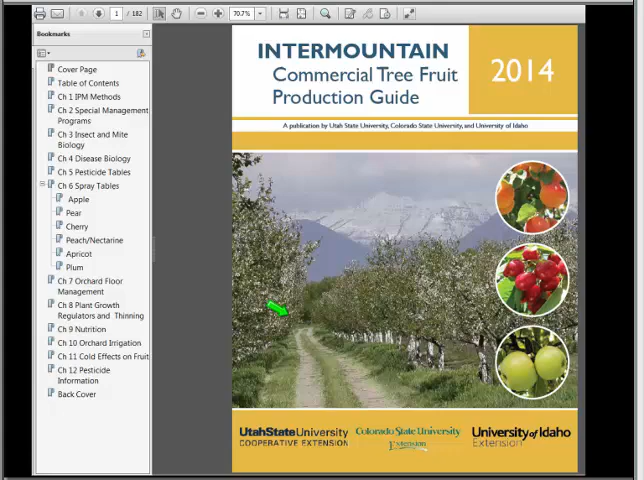 1 / 182
70.7%
Bookmarks
Cover Page
Table of Contents
Ch 1 IPM Methods
Ch 2 Special Management
Programs
Ch 3 Insect and Mite
Biology
Ch 4 Disease Biology
Ch 5 Pesticide Tables
Ch 6 Spray Tables
Apple
Pear
Cherry
Peach/Nectarine
Apricot
Plum
Ch 7 Orchard Floor
Management
Ch 8 Plant Growth
Regulators and Thinning
Ch 9 Nutrition
Ch 10 Orchard Irrigation
Ch 11 Cold Effects on Fruit
Ch 12 Pesticide
Information
Back Cover
INTERMOUNTAIN
Commercial Tree Fruit
Production Guide
2014
A publication by Utah State University, Colorado State University, and University of Idaho
UtahStateUniversity
COOPERATIVE EXTENSION
Colorado State University
Extension
University of Idaho
Extension